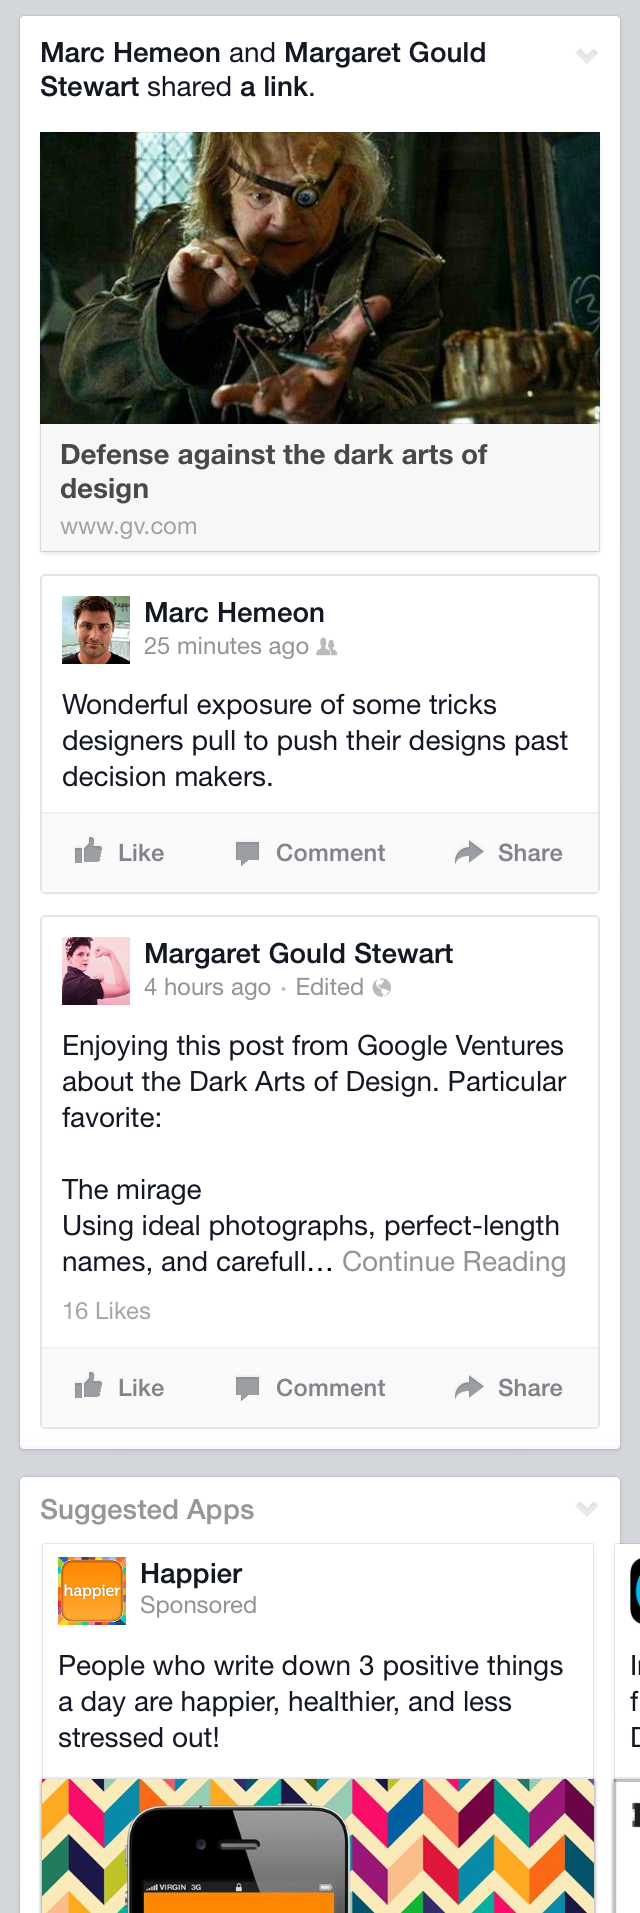 Marc Hemeon and Margaret Gould
Stewart shared a link.
Defense against the dark arts of
design
www.gv.com
Marc Hemeon
25 minutes ago
Wonderful exposure of some tricks
designers pull to push their designs past
decision makers.
Like Comment Share
Margaret Gould Stewart
4 hours ago · Edited
Enjoying this post from Google Ventures
about the Dark Arts of Design. Particular
favorite:
The mirage
Using ideal photographs, perfect-length
names, and carefull... Continue Reading
16 Likes
Like Comment Share
Suggested Apps
happier
Happier
Sponsored
People who write down 3 positive things
a day are happier, healthier, and less
stressed out!
VIRGIN 3G